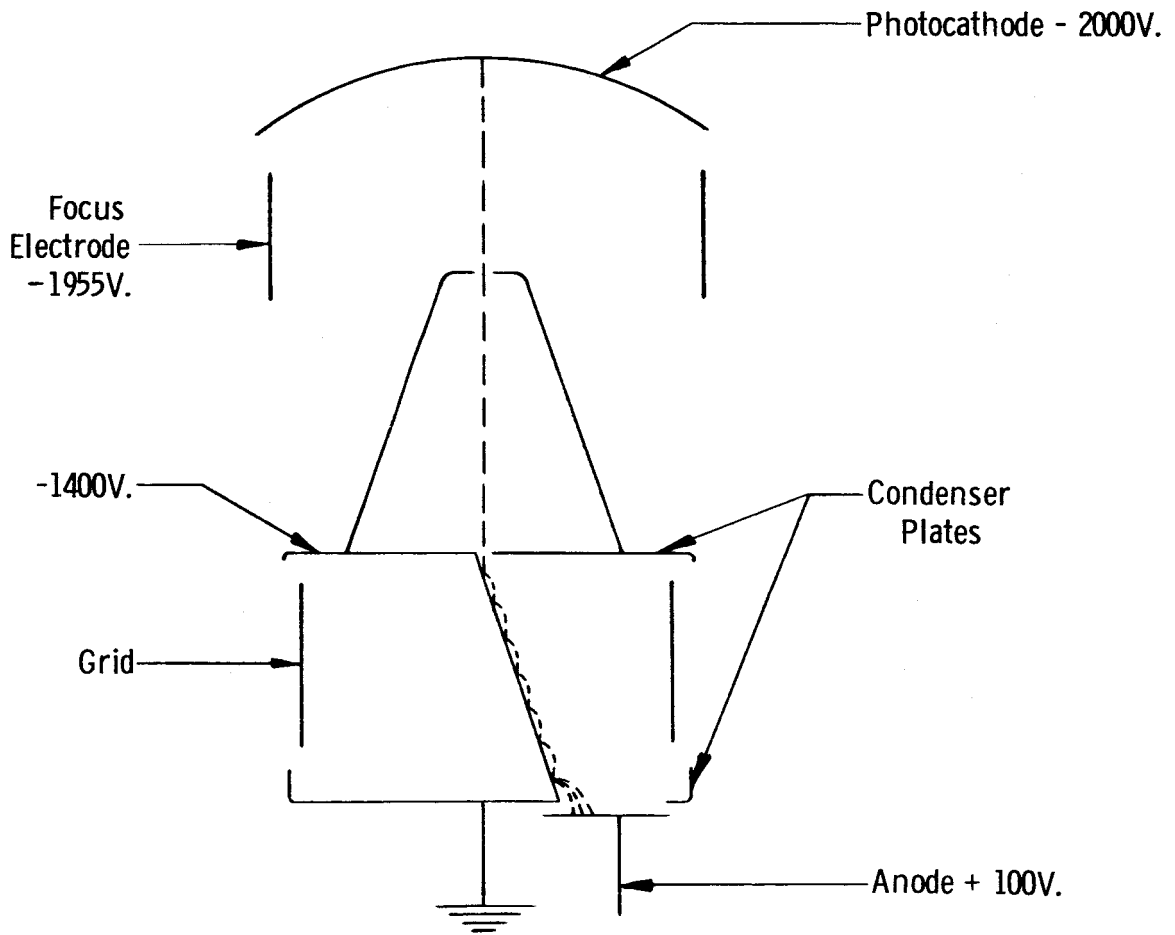 Photocathode - 2000V.
Focus
Electrode
-1955V.
-1400V.
Condenser
Plates
Grid
Anode + 100V.